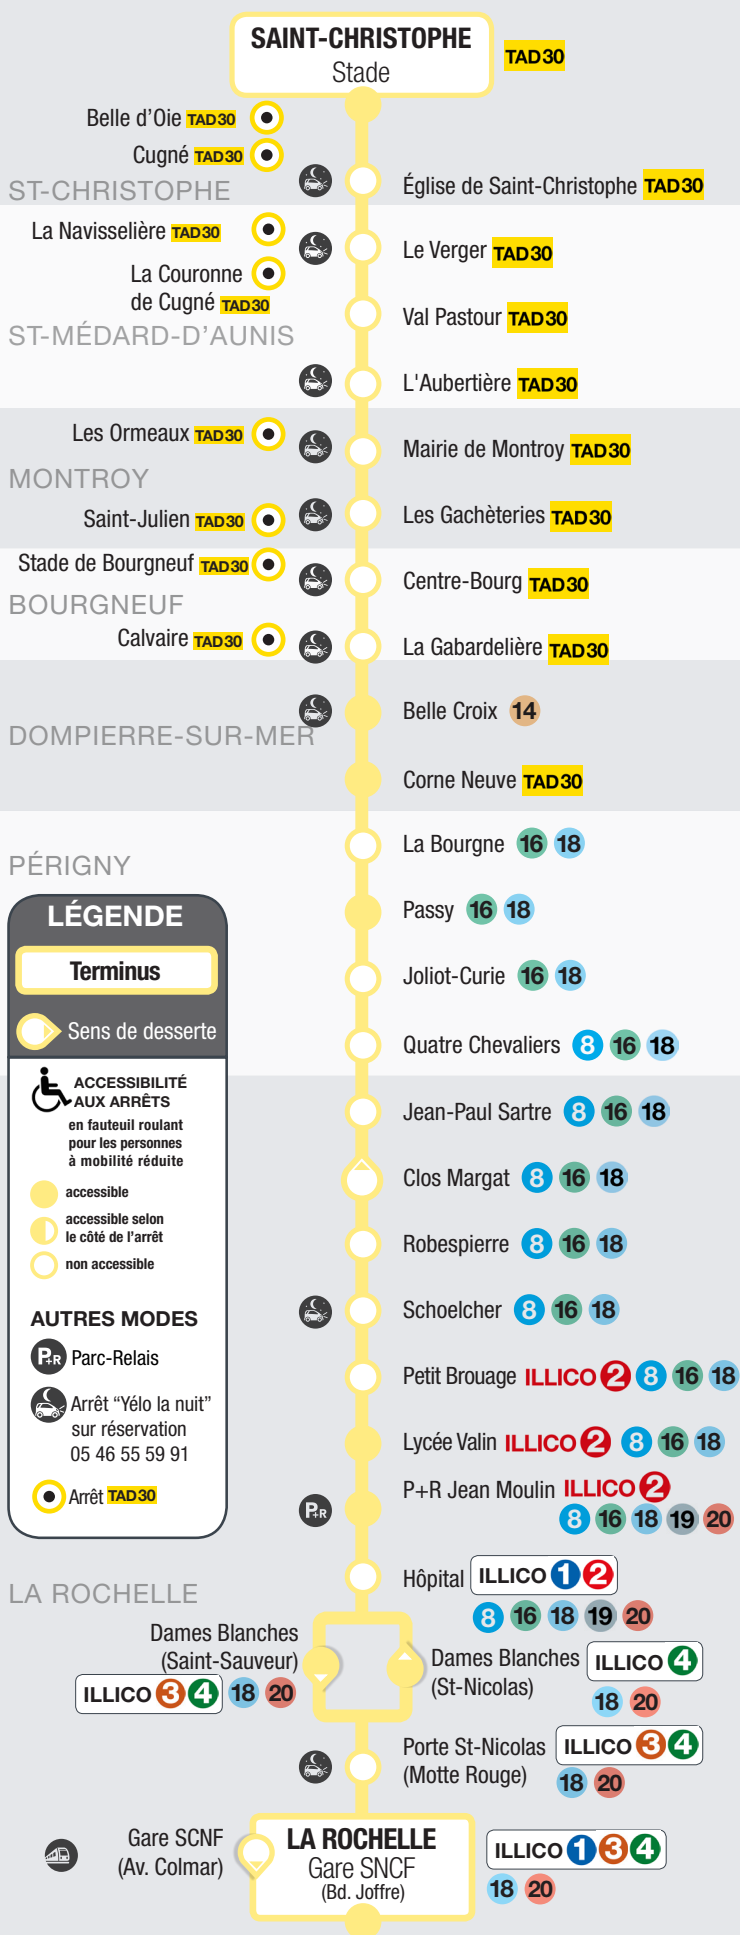 SAINT-CHRISTOPHE
Stade
TAD30
Belle d'Oie TAD30
Cugné TAD30
ST-CHRISTOPHE
Église de Saint-Christophe TAD30
La Navisselière TAD30
Le Verger TAD30
La Couronne
de Cugné TAD30
Val Pastour TAD30
ST-MÉDARD-D'AUNIS
L'Aubertière TAD30
Les Ormeaux TAD30
Mairie de Montroy TAD30
MONTROY
Saint-Julien TAD30
Les Gachèteries TAD30
Stade de Bourgneuf TAD30
Centre-Bourg TAD30
BOURGNEUF
Calvaire TAD30
La Gabardelière TAD30
Belle Croix 14
DOMPIERRE-SUR-MER
Corne Neuve TAD30
La Bourgne 16 18
PÉRIGNY
Passy 16 18
Joliot-Curie 16 18
Quatre Chevaliers 8 16 18
Jean-Paul Sartre 8 16 18
Clos Margat 8 16 18
Robespierre 8 16 18
Schoelcher 8 16 18
Petit Brouage ILLICO 2 8 16 18
Lycée Valin ILLICO 2 8 16 18
P+R
P+R Jean Moulin ILLICO 2
8 16 18 19 20
Hôpital ILLICO 1 2
8 16 18 19 20
LA ROCHELLE
Dames Blanches
(Saint-Sauveur)
ILLICO 3 4 18 20
Dames Blanches
(St-Nicolas)
ILLICO 4
18 20
Porte St-Nicolas
(Motte Rouge)
ILLICO 3 4
18 20
Gare SCNF
(Av. Colmar)
LA ROCHELLE
Gare SNCF
(Bd. Joffre)
ILLICO 1 3 4
18 20
LÉGENDE
Terminus
Sens de desserte
ACCESSIBILITÉ
AUX ARRÊTS
en fauteuil roulant
pour les personnes
à mobilité réduite
accessible
accessible selon
le côté de l'arrêt
non accessible
AUTRES MODES
P+R Parc-Relais
Arrêt "Yélo la nuit"
sur réservation
05 46 55 59 91
Arrêt TAD30